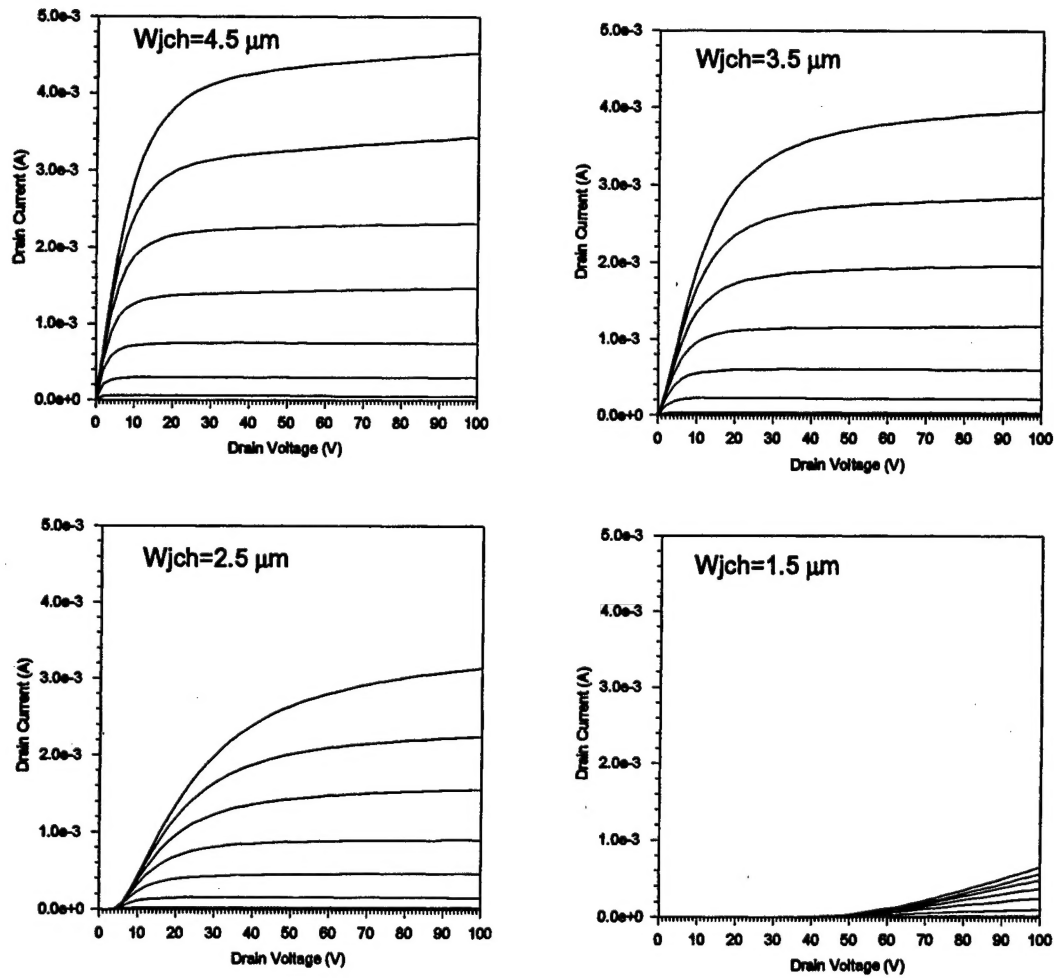 Wjch=4.5 µm
5.0e-3
4.0e-3
3.0e-3
2.0e-3
1.0e-3
0.0e+0
Drain Current (A)
0 10 20 30 40 50 60 70 80 90 100
Drain Voltage (V)
Wjch=3.5 µm
5.0e-3
4.0e-3
3.0e-3
2.0e-3
1.0e-3
0.0e+0
Drain Current (A)
0 10 20 30 40 50 60 70 80 90 100
Drain Voltage (V)
Wjch=2.5 µm
5.0e-3
4.0e-3
3.0e-3
2.0e-3
1.0e-3
0.0e+0
Drain Current (A)
0 10 20 30 40 50 60 70 80 90 100
Drain Voltage (V)
Wjch=1.5 µm
5.0e-3
4.0e-3
3.0e-3
2.0e-3
1.0e-3
0.0e+0
Drain Current (A)
0 10 20 30 40 50 60 70 80 90 100
Drain Voltage (V)